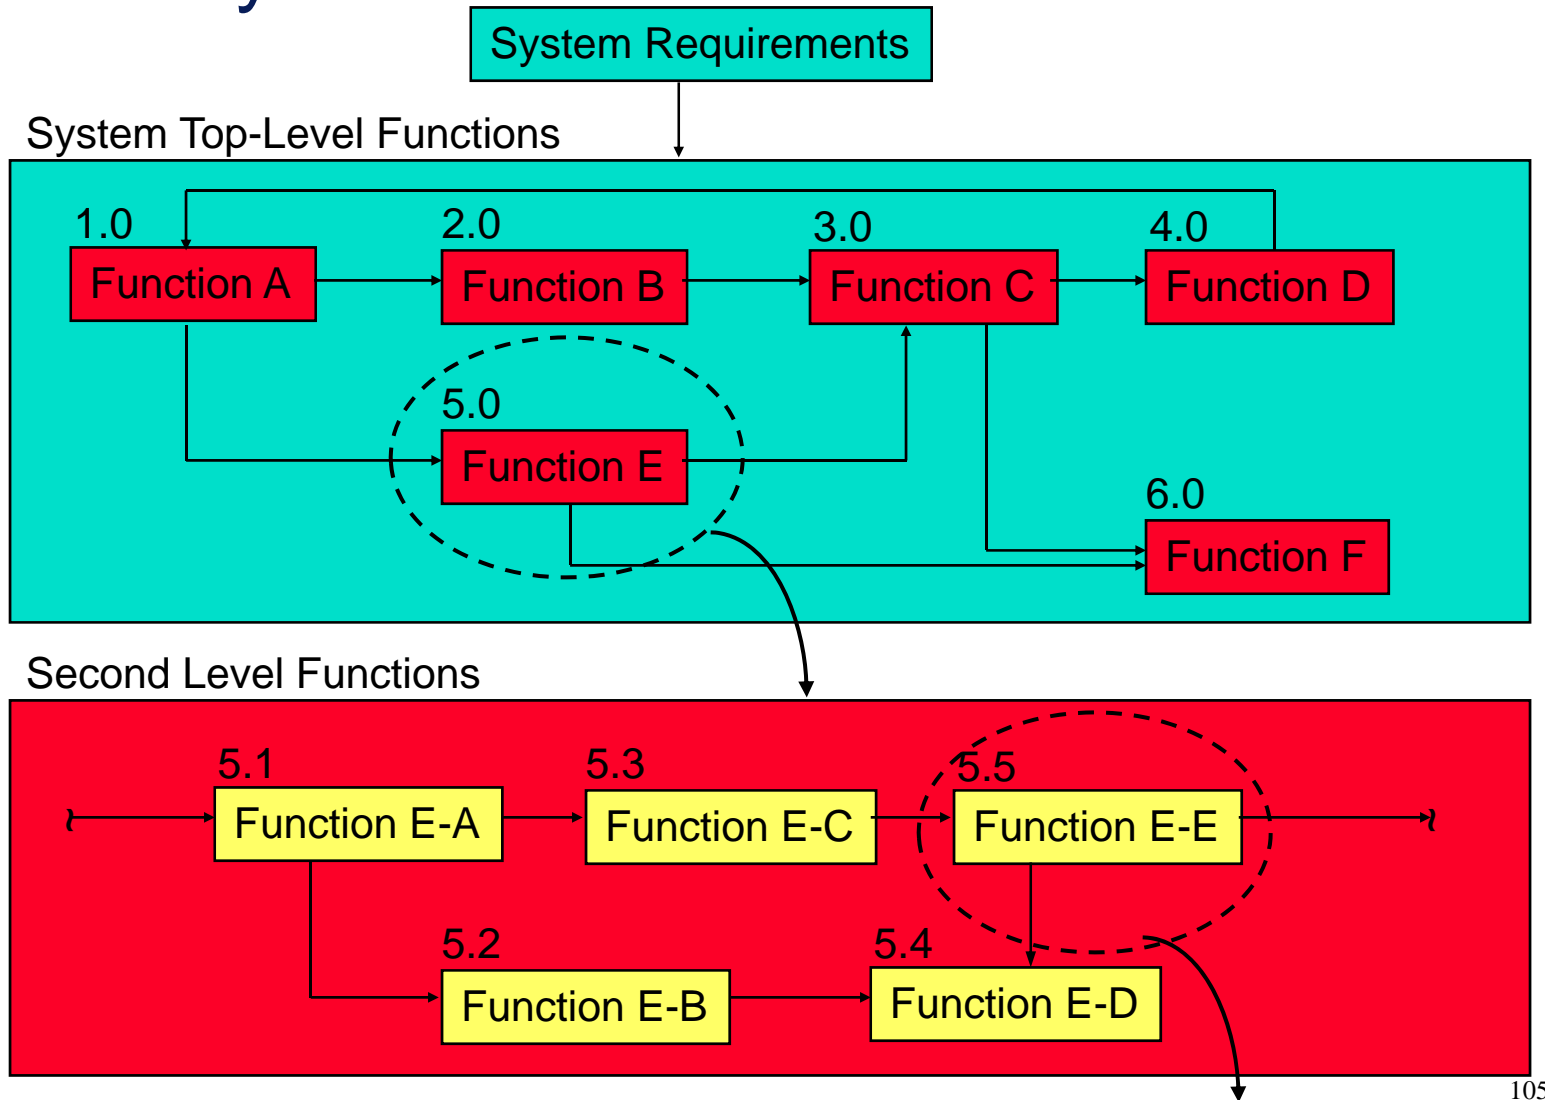 System Requirements
System Top-Level Functions
1.0
2.0
3.0
4.0
Function A
Function B
Function C
Function D
5.0
Function E
6.0
Function F
Second Level Functions
5.1
5.3
5.5
Function E-A
Function E-C
Function E-E
5.2
5.4
Function E-B
Function E-D
105